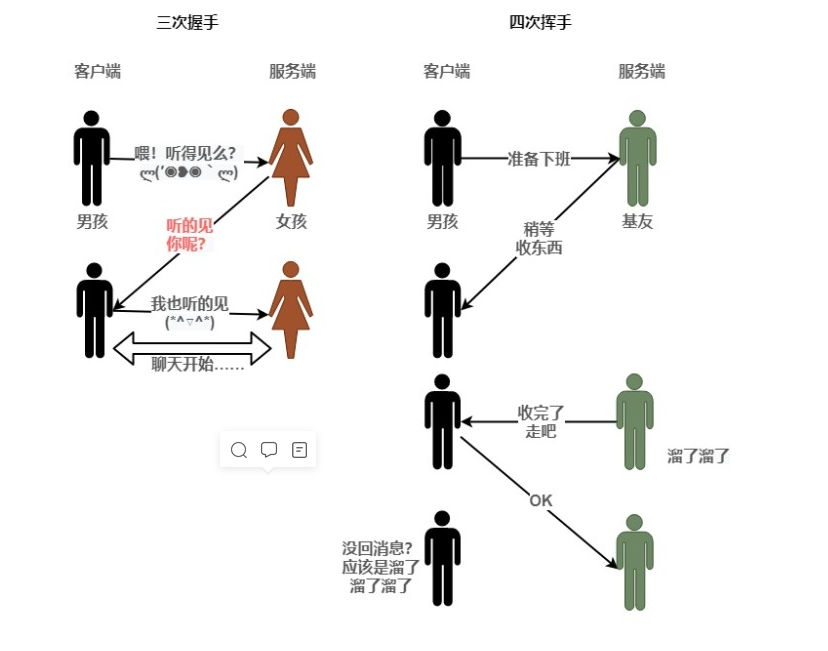 三次握手
客户端
服务端
喂！听得见么？
ლ(′◉❥◉｀ლ)
男孩
女孩
听的见
你呢？
我也听的见
(*^▽^*)
聊天开始……
四次挥手
客户端
服务端
准备下班
男孩
基友
稍等
收东西
收完了
走吧
溜了溜了
OK
没回消息？
应该是溜了
溜了溜了